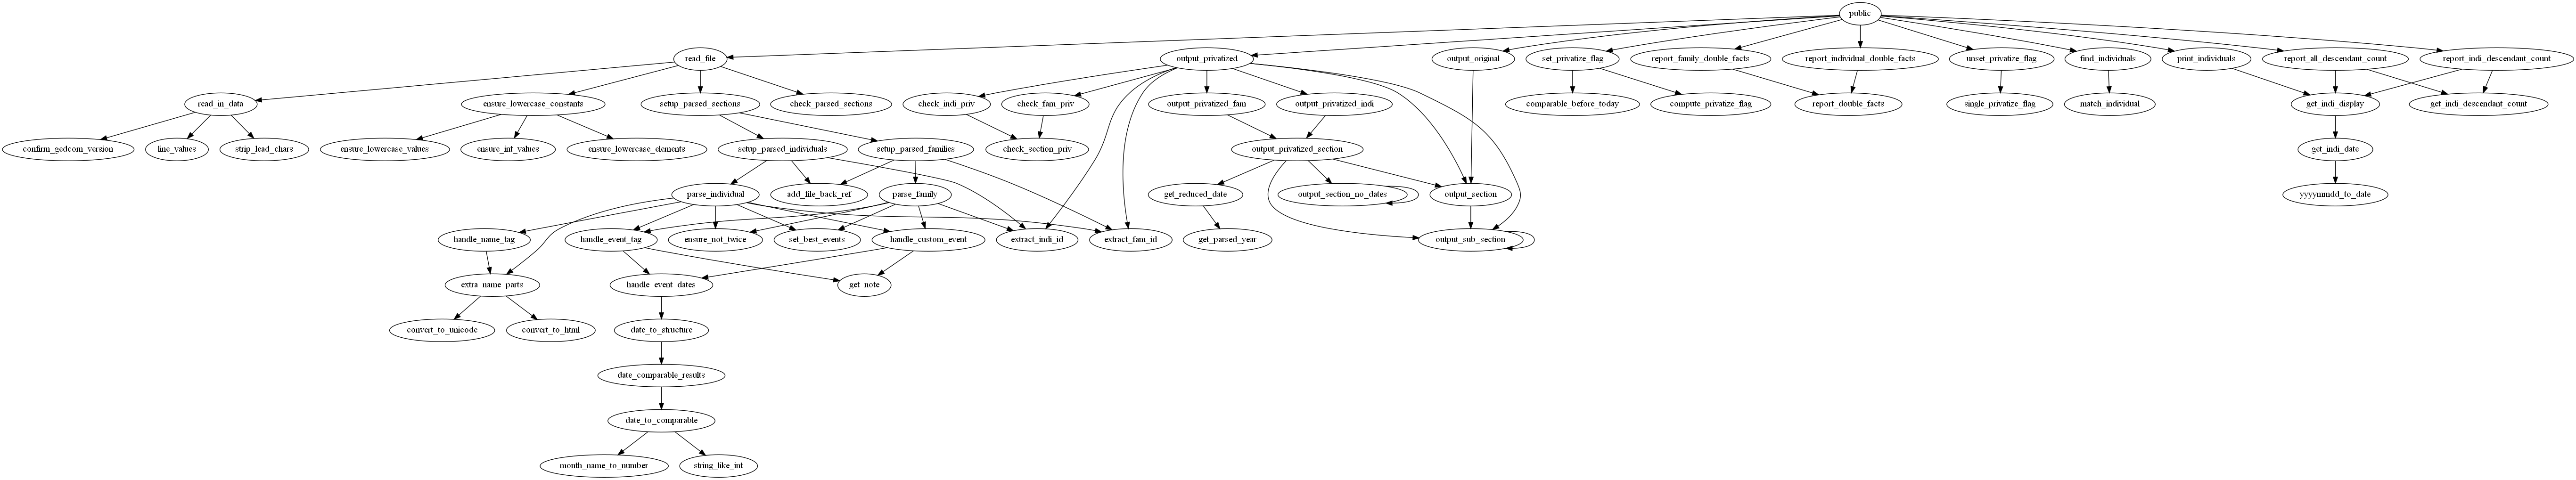 public
read_file
output_privatized
output_original
set_privatize_flag
report_family_double_facts
report_individual_double_facts
unset_privatize_flag
find_individuals
print_individuals
report_all_descendant_count
report_indi_descendant_count
read_in_data
ensure_lowercase_constants
setup_parsed_sections
check_parsed_sections
check_indi_priv
check_fam_priv
output_privatized_fam
output_privatized_indi
comparable_before_today
compute_privatize_flag
report_double_facts
single_privatize_flag
match_individual
get_indi_display
get_indi_descendant_count
confirm_gedcom_version
line_values
strip_lead_chars
ensure_lowercase_values
ensure_int_values
ensure_lowercase_elements
setup_parsed_individuals
setup_parsed_families
check_section_priv
output_privatized_section
get_indi_date
parse_individual
add_file_back_ref
parse_family
get_reduced_date
output_section_no_dates
output_section
yyyymmdd_to_date
handle_name_tag
handle_event_tag
ensure_not_twice
set_best_events
handle_custom_event
extract_indi_id
extract_fam_id
get_parsed_year
output_sub_section
extra_name_parts
handle_event_dates
get_note
convert_to_unicode
convert_to_html
date_to_structure
date_comparable_results
date_to_comparable
month_name_to_number
string_like_int